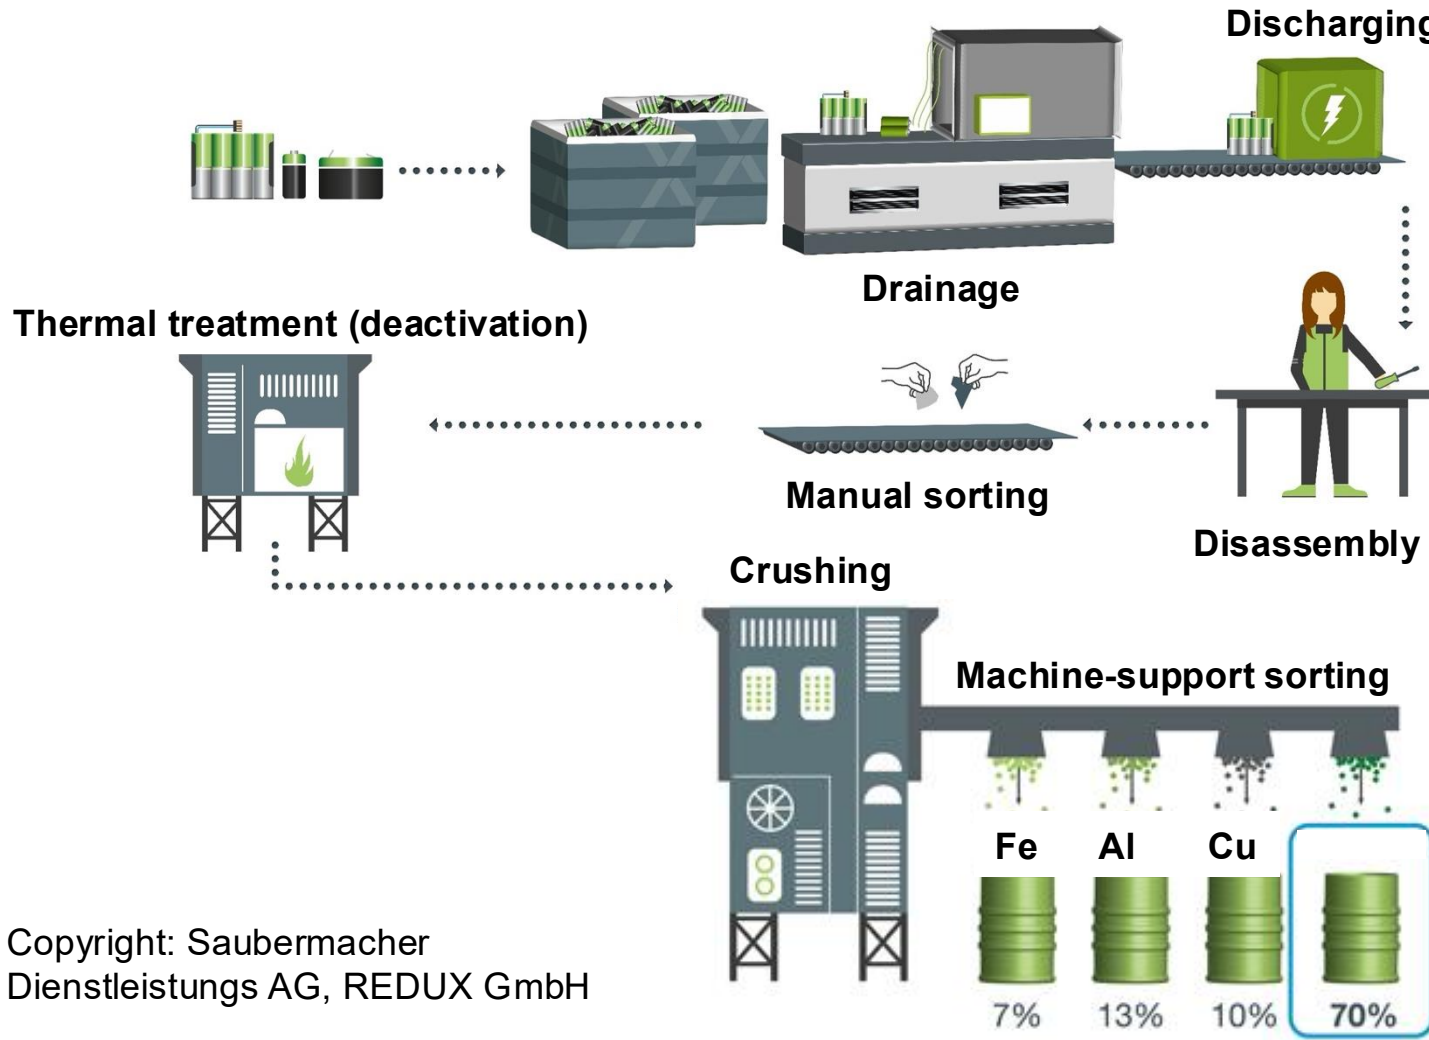 Discharging
Drainage
Thermal treatment (deactivation)
Manual sorting
Disassembly
Crushing
Machine-support sorting
Fe Al Cu
7% 13% 10% 70%
Copyright: Saubermacher
Dienstleistungs AG, REDUX GmbH